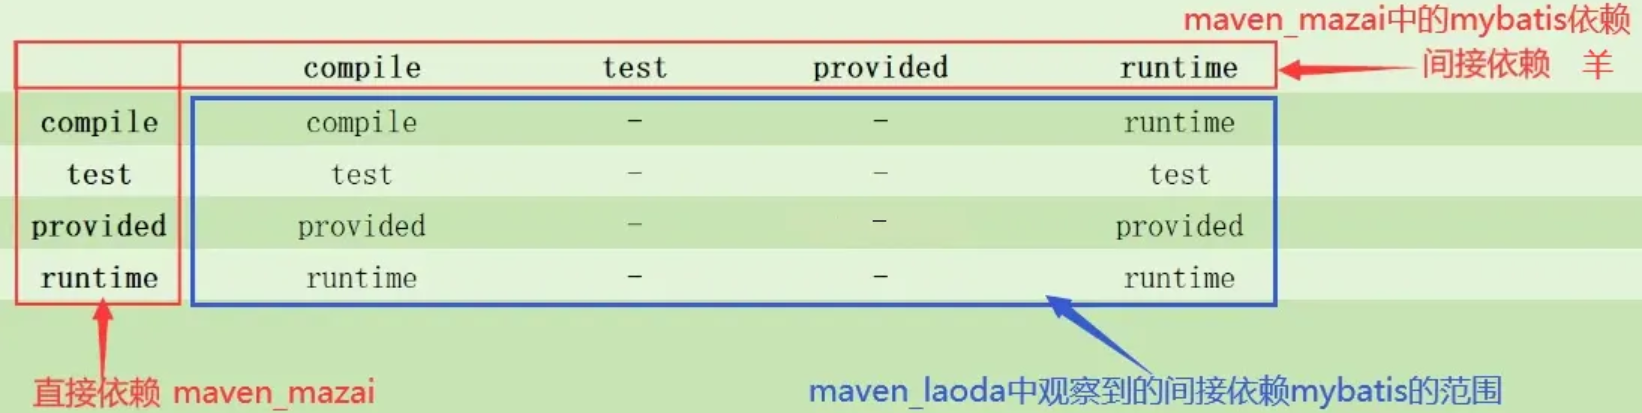 maven_mazai中的mybatis依赖
间接依赖 羊
compile test provided runtime
compile compile - - runtime
test test - - test
provided provided - - provided
runtime runtime - - runtime
直接依赖 maven_mazai
maven_laoda中观察到的间接依赖mybatis的范围